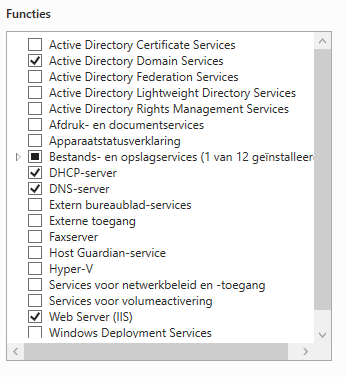 Functies
Active Directory Certificate Services
Active Directory Domain Services
Active Directory Federation Services
Active Directory Lightweight Directory Services
Active Directory Rights Management Services
Afdruk- en documentservices
Apparaatstatusverklaring
Bestands- en opslagservices (1 van 12 geïnstalleer
DHCP-server
DNS-server
Extern bureaublad-services
Externe toegang
Faxserver
Host Guardian-service
Hyper-V
Services voor netwerkbeleid en -toegang
Services voor volumeactivering
Web Server (IIS)
Windows Deployment Services